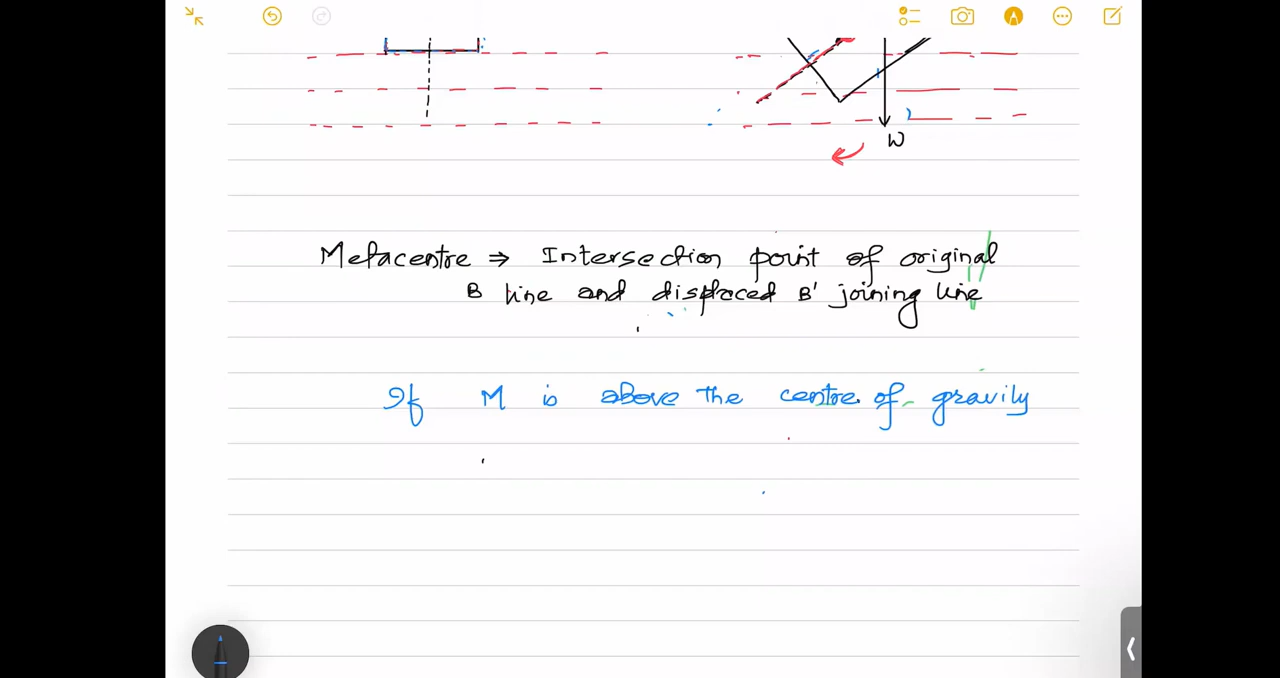 W
Metacentre ⇒ Intersection point of original
B line and displaced B' joining line
If M is above the centre of gravity